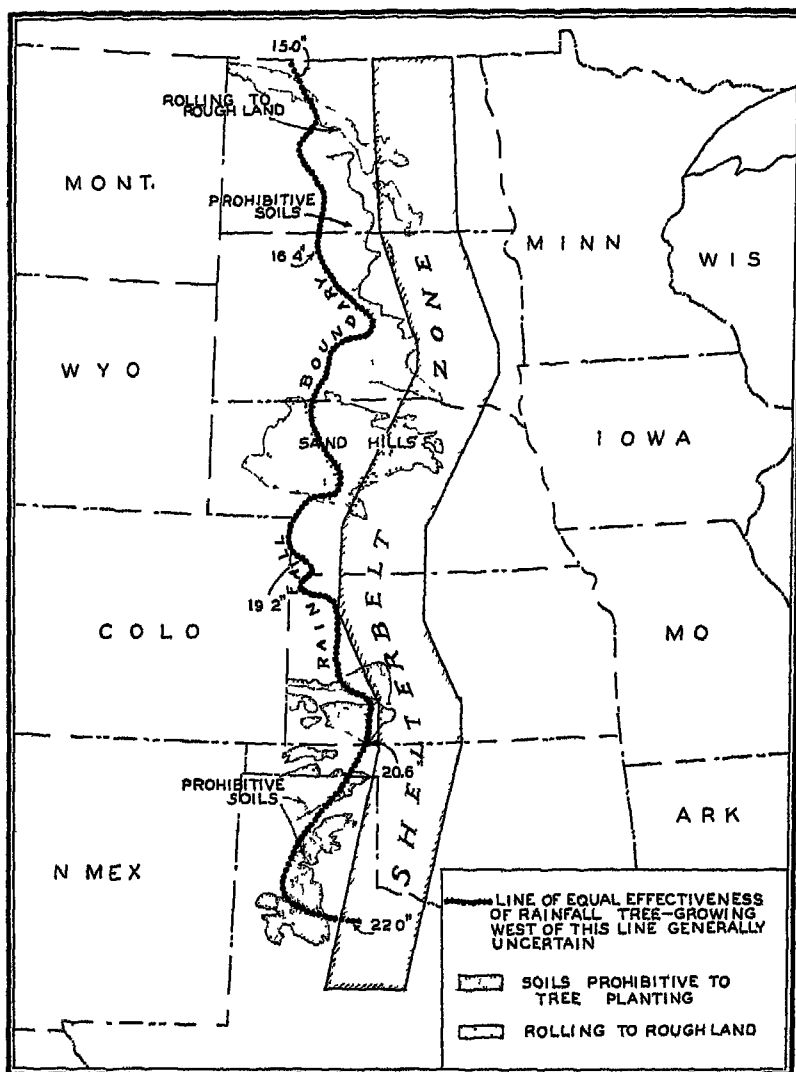 15.0"
ROLLING TO
ROUGH LAND
MONT.
PROHIBITIVE
SOILS
MINN
WIS
16 4"
BOUNDARY
ZONE
WYO
SAND HILLS
IOWA
RAINFALL
19 2"
SHELTERBELT
COLO
MO
20.6
PROHIBITIVE
SOILS
ARK
N MEX
22 0"
LINE OF EQUAL EFFECTIVENESS
OF RAINFALL TREE-GROWING
WEST OF THIS LINE GENERALLY
UNCERTAIN
SOILS PROHIBITIVE TO
TREE PLANTING
ROLLING TO ROUGH LAND